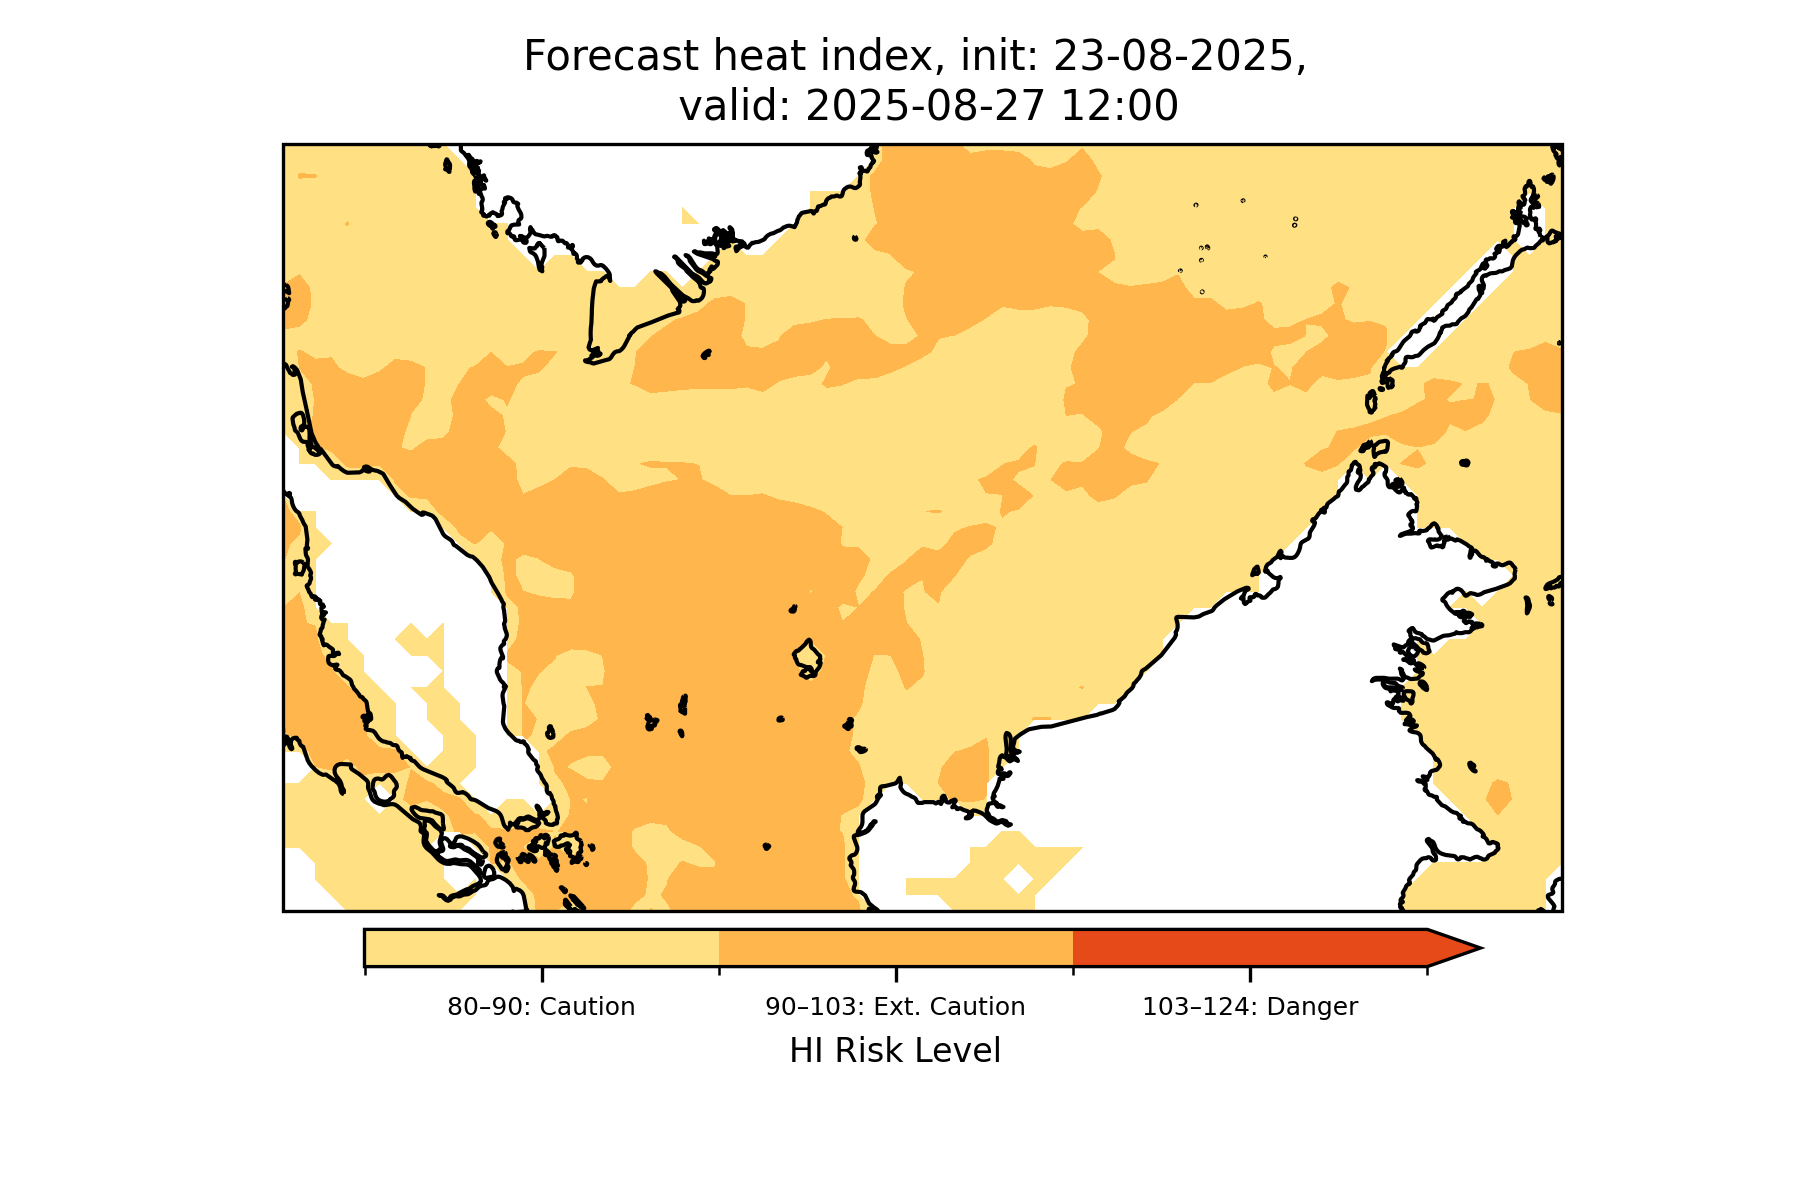 Forecast heat index, init: 23-08-2025,
valid: 2025-08-27 12:00
80–90: Caution
90–103: Ext. Caution
103–124: Danger
HI Risk Level